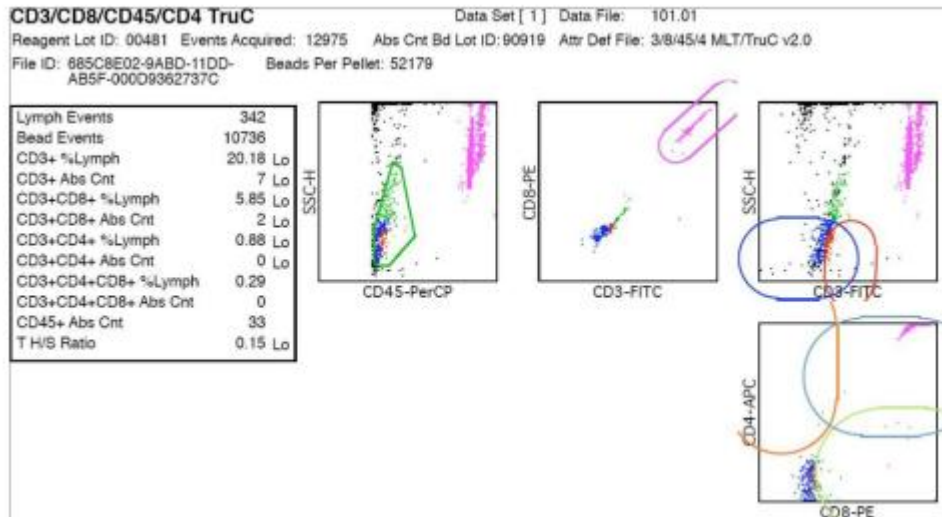 CD3/CD8/CD45/CD4 TruC Data Set [ 1 ] Data File: 101.01
Reagent Lot ID: 00481 Events Acquired: 12975 Abs Cnt Bd Lot ID: 90919 Attr Def File: 3/8/45/4 MLT/TruC v2.0
File ID: 685C8E02-9ABD-11DD- Beads Per Pellet: 52179
AB5F-000D9362737C
Lymph Events 342
Bead Events 10736
CD3+ %Lymph 20.18 Lo
CD3+ Abs Cnt 7 Lo
CD3+CD8+ %Lymph 5.85 Lo
CD3+CD8+ Abs Cnt 2 Lo
CD3+CD4+ %Lymph 0.88 Lo
CD3+CD4+ Abs Cnt 0 Lo
CD3+CD4+CD8+ %Lymph 0.29
CD3+CD4+CD8+ Abs Cnt 0
CD45+ Abs Cnt 33
T H/S Ratio 0.15 Lo
SSC-H
CD45-PerCP
CD8-PE
CD3-FITC
SSC-H
CD3-FITC
CD4-APC
CD8-PE